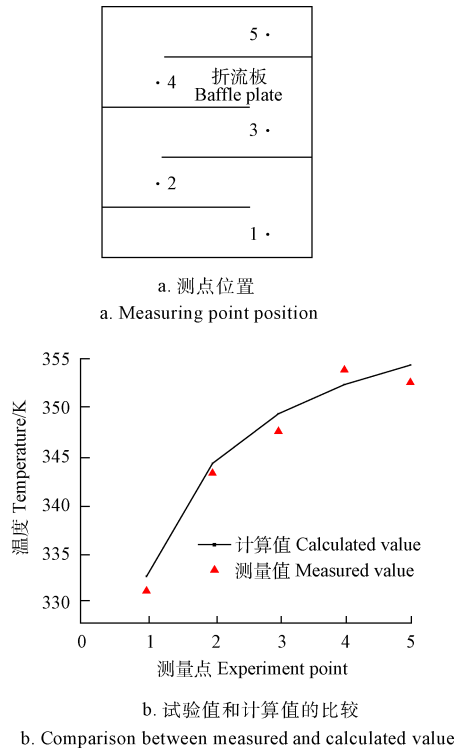 5
4
折流板
Baffle plate
3
2
1
a. 测点位置
a. Measuring point position
355
350
345
340
335
330
温度 Temperature/K
计算值 Calculated value
测量值 Measured value
0 1 2 3 4 5
测量点 Experiment point
b. 试验值和计算值的比较
b. Comparison between measured and calculated value